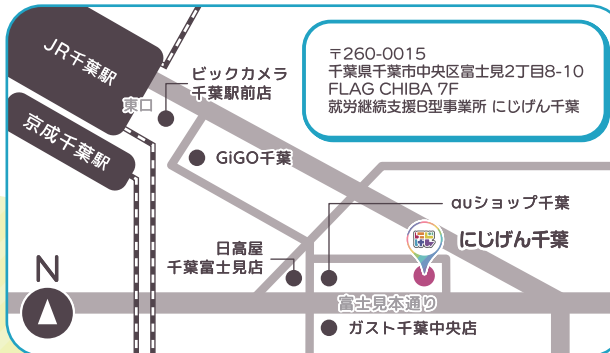 JR千葉駅
東口
京成千葉駅
ビックカメラ
千葉駅前店
GiGO千葉
〒260-0015
千葉県千葉市中央区富士見2丁目8-10
FLAG CHIBA 7F
就労継続支援B型事業所 にじげん千葉
auショップ千葉
にじげん
にじげん千葉
日高屋
千葉富士見店
富士見本通り
ガスト千葉中央店
N